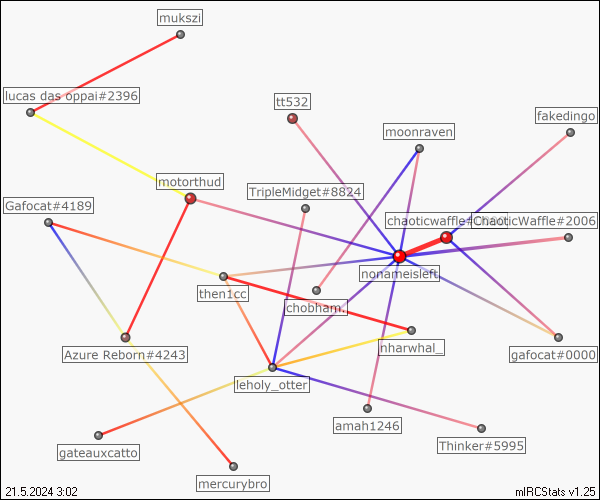 mukszi
lucas das oppai#2396
tt532
fakedingo
moonraven
motorthud
TripleMidget#8824
Gafocat#4189
chaoticwaffle#
ChaoticWaffle#2006
nonameisleft
then1cc
chobham.
Azure Reborn#4243
nharwhal_
gafocat#0000
leholy_otter
amah1246
Thinker#5995
gateauxcatto
mercurybro
21.5.2024 3:02
mIRCStats v1.25